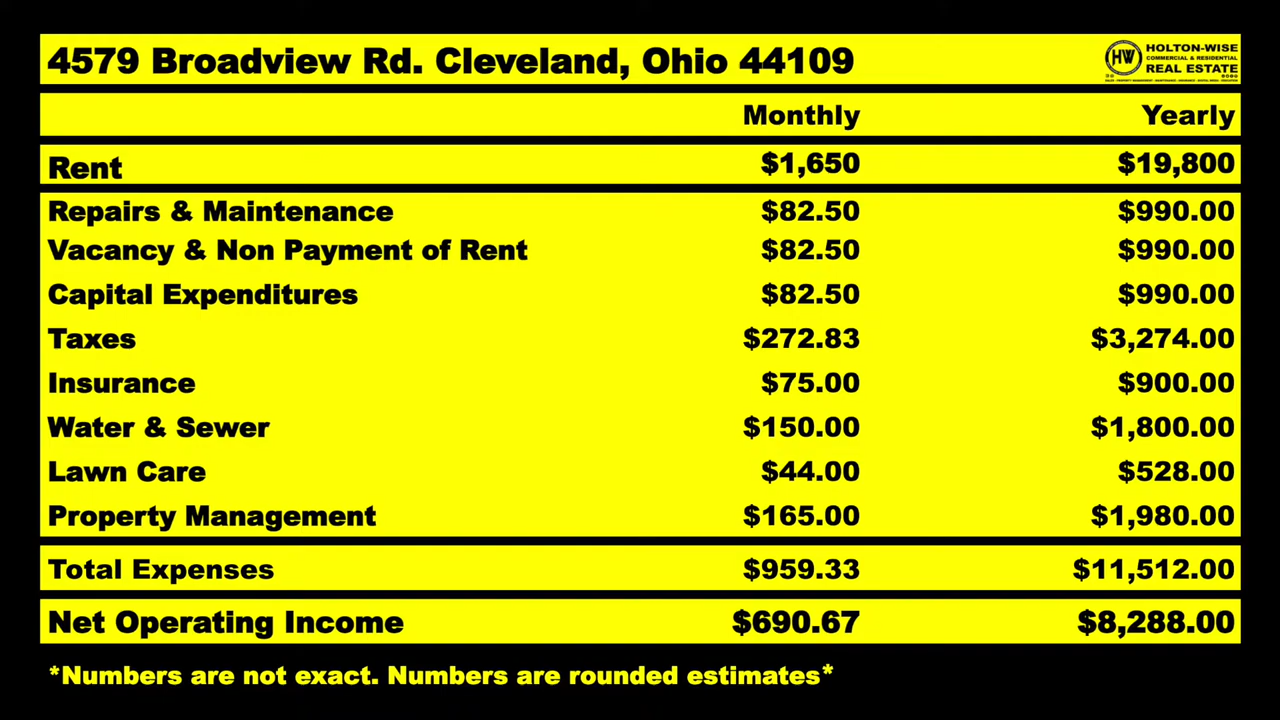 4579 Broadview Rd. Cleveland, Ohio 44109
HW
HOLTON-WISE
COMMERCIAL & RESIDENTIAL
REAL ESTATE
Monthly Yearly
Rent $1,650 $19,800
Repairs & Maintenance $82.50 $990.00
Vacancy & Non Payment of Rent $82.50 $990.00
Capital Expenditures $82.50 $990.00
Taxes $272.83 $3,274.00
Insurance $75.00 $900.00
Water & Sewer $150.00 $1,800.00
Lawn Care $44.00 $528.00
Property Management $165.00 $1,980.00
Total Expenses $959.33 $11,512.00
Net Operating Income $690.67 $8,288.00
*Numbers are not exact. Numbers are rounded estimates*